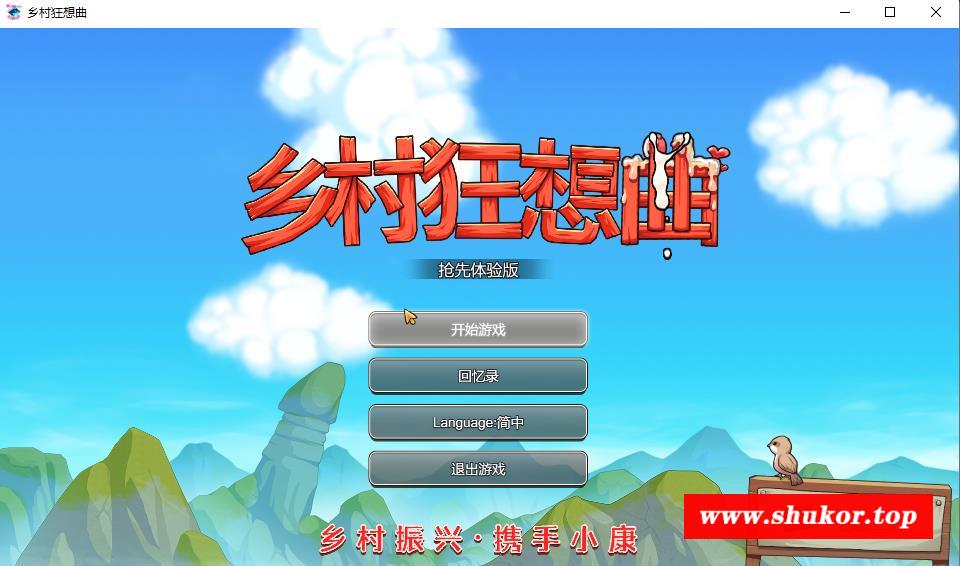 乡村狂想曲
乡村狂想曲
抢先体验版
开始游戏
回忆录
Language:简中
退出游戏
www.shukor.top
乡村振兴·携手小康